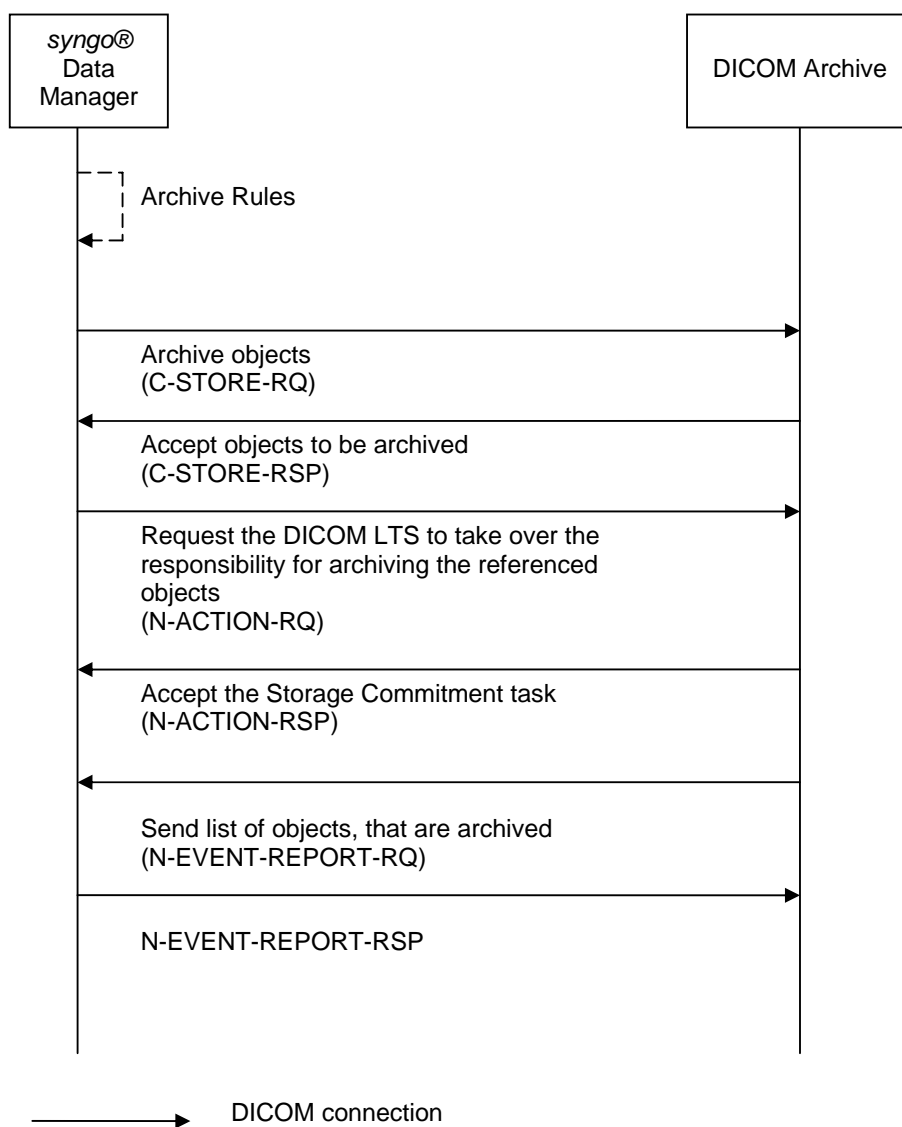 syngo®
Data
Manager
DICOM Archive
Archive Rules
Archive objects
(C-STORE-RQ)
Accept objects to be archived
(C-STORE-RSP)
Request the DICOM LTS to take over the
responsibility for archiving the referenced
objects
(N-ACTION-RQ)
Accept the Storage Commitment task
(N-ACTION-RSP)
Send list of objects, that are archived
(N-EVENT-REPORT-RQ)
N-EVENT-REPORT-RSP
DICOM connection